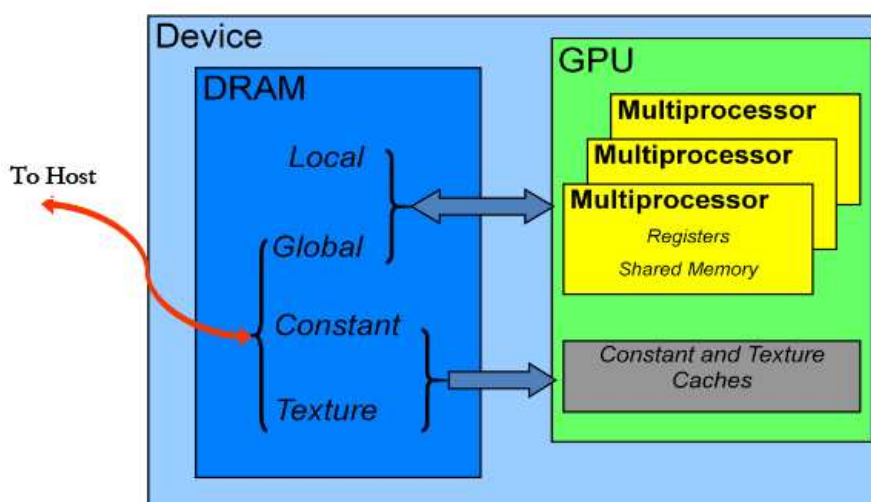 Device
DRAM
Local
Global
Constant
Texture
To Host
GPU
Multiprocessor
Multiprocessor
Multiprocessor
Registers
Shared Memory
Constant and Texture
Caches